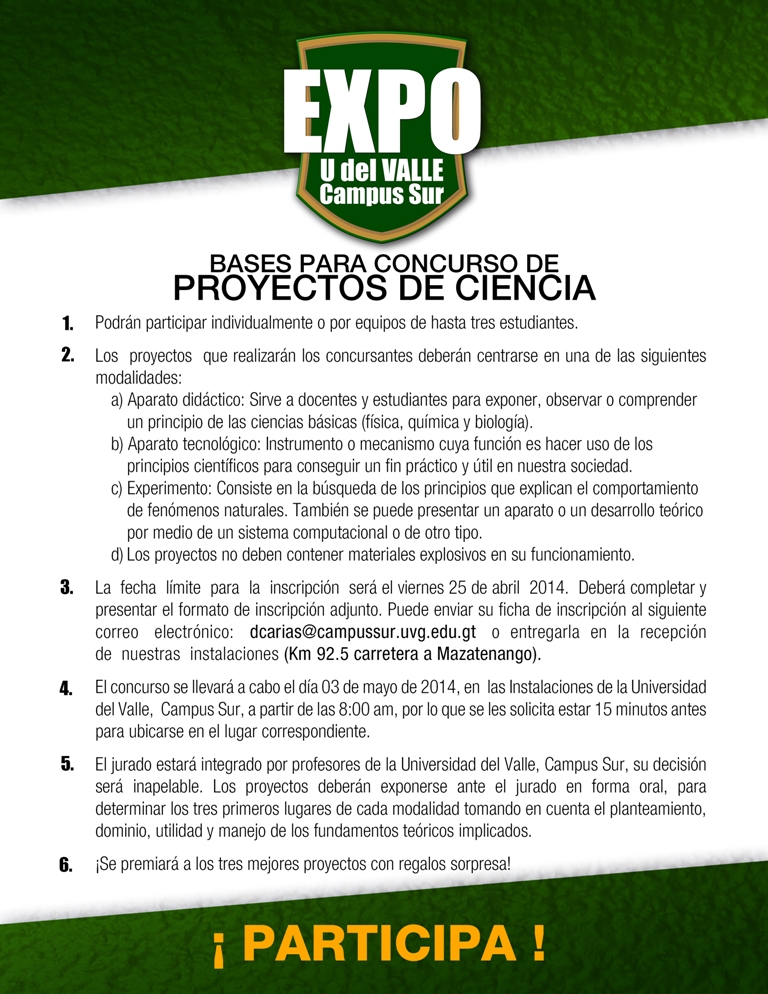 EXPO
U del VALLE
Campus Sur
BASES PARA CONCURSO DE
PROYECTOS DE CIENCIA
1. Podrán participar individualmente o por equipos de hasta tres estudiantes.
2. Los proyectos que realizarán los concursantes deberán centrarse en una de las siguientes
modalidades:
a) Aparato didáctico: Sirve a docentes y estudiantes para exponer, observar o comprender
un principio de las ciencias básicas (física, química y biología).
b) Aparato tecnológico: Instrumento o mecanismo cuya función es hacer uso de los
principios científicos para conseguir un fin práctico y útil en nuestra sociedad.
c) Experimento: Consiste en la búsqueda de los principios que explican el comportamiento
de fenómenos naturales. También se puede presentar un aparato o un desarrollo teórico
por medio de un sistema computacional o de otro tipo.
d) Los proyectos no deben contener materiales explosivos en su funcionamiento.
3. La fecha límite para la inscripción será el viernes 25 de abril 2014. Deberá completar y
presentar el formato de inscripción adjunto. Puede enviar su ficha de inscripción al siguiente
correo electrónico: dcarias@campussur.uvg.edu.gt o entregarla en la recepción
de nuestras instalaciones (Km 92.5 carretera a Mazatenango).
4. El concurso se llevará a cabo el día 03 de mayo de 2014, en las Instalaciones de la Universidad
del Valle, Campus Sur, a partir de las 8:00 am, por lo que se les solicita estar 15 minutos antes
para ubicarse en el lugar correspondiente.
5. El jurado estará integrado por profesores de la Universidad del Valle, Campus Sur, su decisión
será inapelable. Los proyectos deberán exponerse ante el jurado en forma oral, para
determinar los tres primeros lugares de cada modalidad tomando en cuenta el planteamiento,
dominio, utilidad y manejo de los fundamentos teóricos implicados.
6. ¡Se premiará a los tres mejores proyectos con regalos sorpresa!
¡ PARTICIPA !